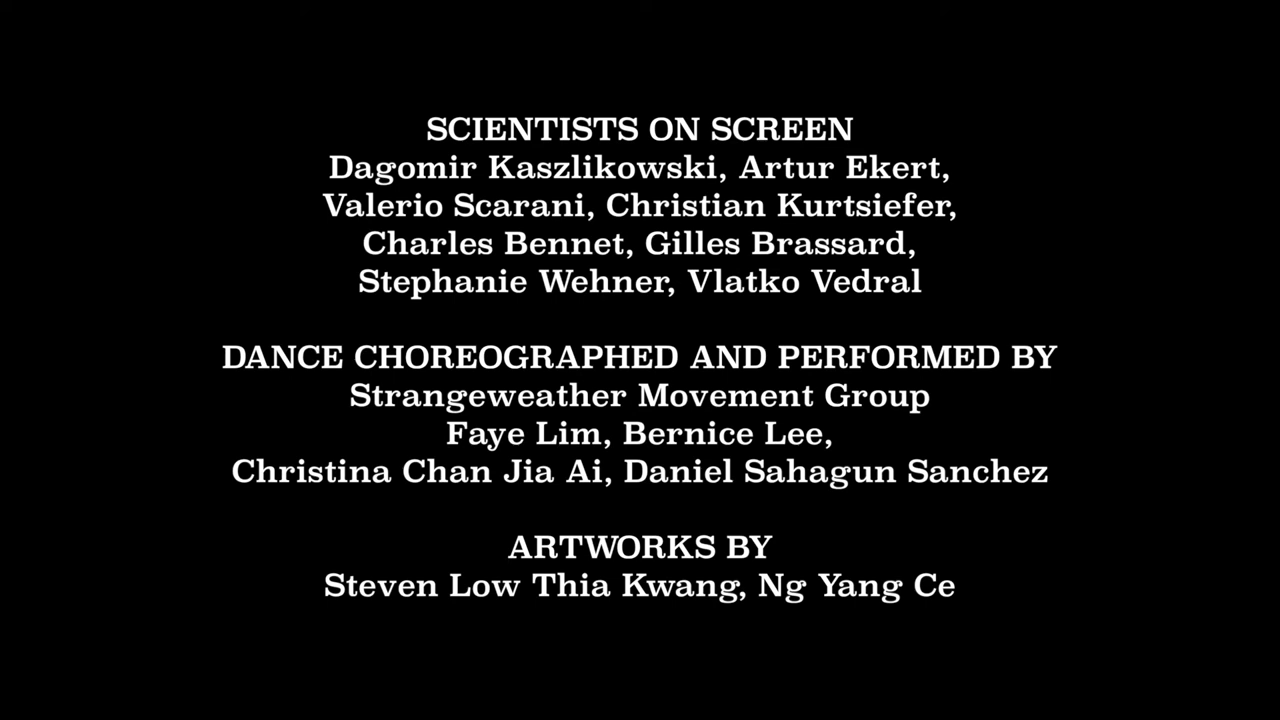 SCIENTISTS ON SCREEN
Dagomir Kaszlikowski, Artur Ekert,
Valerio Scarani, Christian Kurtsiefer,
Charles Bennet, Gilles Brassard,
Stephanie Wehner, Vlatko Vedral
DANCE CHOREOGRAPHED AND PERFORMED BY
Strangeweather Movement Group
Faye Lim, Bernice Lee,
Christina Chan Jia Ai, Daniel Sahagun Sanchez
ARTWORKS BY
Steven Low Thia Kwang, Ng Yang Ce